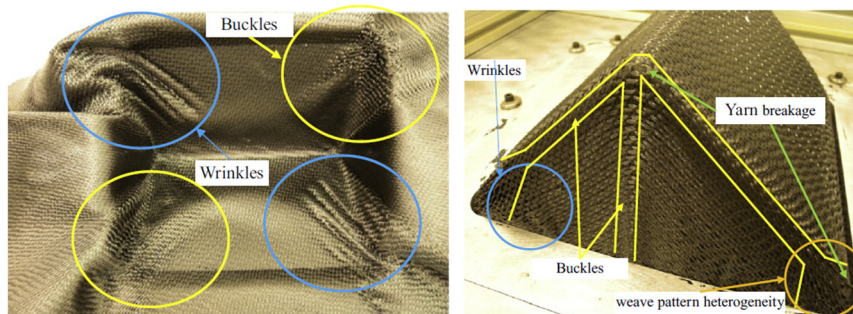 Buckles
Wrinkles
Wrinkles
Yarn breakage
Buckles
weave pattern heterogeneity